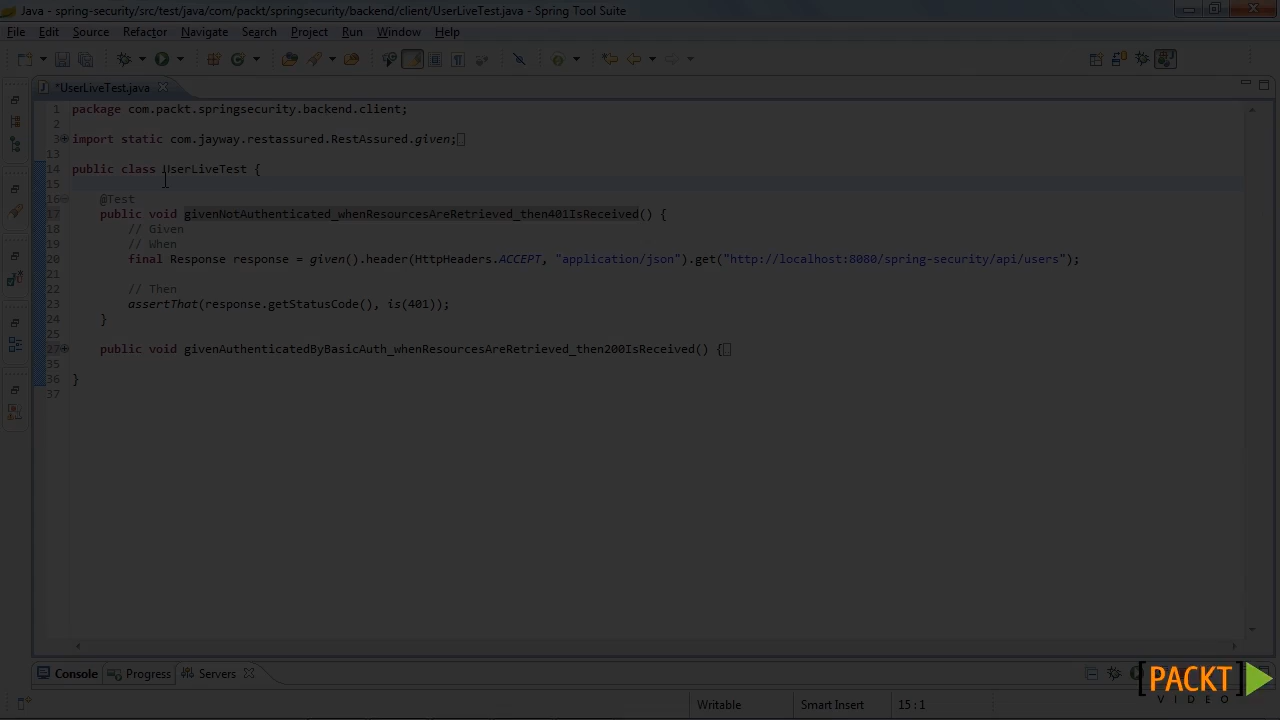 Java - spring-security/src/test/java/com/packt/springsecurity/backend/client/UserLiveTest.java - Spring Tool Suite
File Edit Source Refactor Navigate Search Project Run Window Help
*UserLiveTest.java
1 package com.packt.springsecurity.backend.client;
2
3 import static com.jayway.restassured.RestAssured.given;
13
14 public class UserLiveTest {
15
16 @Test
17 public void givenNotAuthenticated_whenResourcesAreRetrieved_then401IsReceived() {
18 // Given
19 // When
20 final Response response = given().header(HttpHeaders.ACCEPT, "application/json").get("http://localhost:8080/spring-security/api/users");
21
22 // Then
23 assertThat(response.getStatusCode(), is(401));
24 }
25
27 public void givenAuthenticatedByBasicAuth_whenResourcesAreRetrieved_then200IsReceived() {
35
36 }
37
Console Progress Servers
[PACKT]
VIDEO
Writable Smart Insert 15 : 1